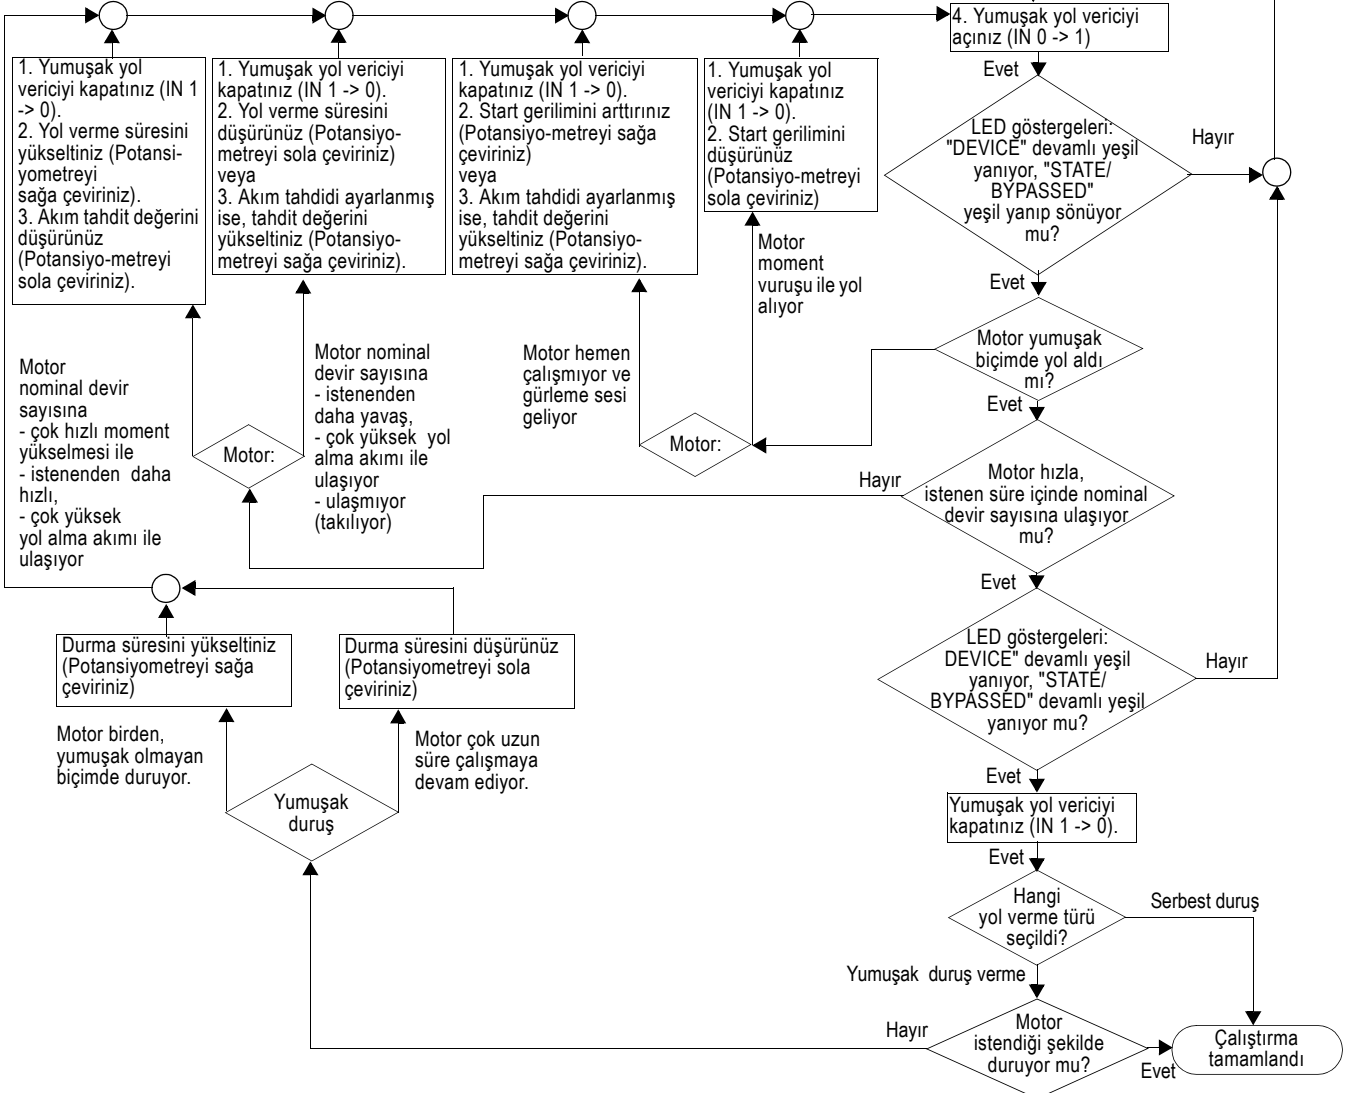 4. Yumuşak yol vericiyi
açınız (IN 0 -> 1)
Evet
1. Yumuşak yol
vericiyi kapatınız (IN 1
-> 0).
2. Yol verme süresini
yükseltiniz (Potansi-
yometreyi
sağa çeviriniz).
3. Akım tahdit değerini
düşürünüz
(Potansiyo-metreyi
sola çeviriniz).
1. Yumuşak yol vericiyi
kapatınız (IN 1 -> 0).
2. Yol verme süresini
düşürünüz (Potansiyo-
metreyi sola çeviriniz)
veya
3. Akım tahdidi ayarlanmış
ise, tahdit değerini
yükseltiniz (Potansiyo-
metreyi sağa çeviriniz).
1. Yumuşak yol vericiyi
kapatınız (IN 1 -> 0).
2. Start gerilimini arttırınız
(Potansiyo-metreyi sağa
çeviriniz)
veya
3. Akım tahdidi ayarlanmış
ise, tahdit değerini
yükseltiniz (Potansiyo-
metreyi sağa çeviriniz).
1. Yumuşak yol
vericiyi kapatınız
(IN 1 -> 0).
2. Start gerilimini
düşürünüz
(Potansiyo-metreyi
sola çeviriniz)
LED göstergeleri:
"DEVICE" devamlı yeşil
yanıyor, "STATE/
BYPASSED"
yeşil yanıp sönüyor
mu?
Hayır
Evet
Motor
moment
vuruşu ile yol
alıyor
Motor yumuşak
biçimde yol aldı
mı?
Evet
Motor
nominal devir
sayısına
- çok hızlı moment
yükselmesi ile
- istenenden daha
hızlı,
- çok yüksek
yol alma akımı ile
ulaşıyor
Motor:
Motor nominal
devir sayısına
- istenenden
daha yavaş,
- çok yüksek yol
alma akımı ile
ulaşıyor
- ulaşmıyor
(takılıyor)
Motor hemen
çalışmıyor ve
gürleme sesi
geliyor
Motor:
Hayır
Motor hızla,
istenen süre içinde nominal
devir sayısına ulaşıyor
mu?
Evet
Durma süresini yükseltiniz
(Potansiyometreyi sağa
çeviriniz)
Durma süresini düşürünüz
(Potansiyometreyi sola
çeviriniz)
LED göstergeleri:
DEVICE" devamlı yeşil
yanıyor, "STATE/
BYPASSED" devamlı yeşil
yanıyor mu?
Hayır
Motor birden,
yumuşak olmayan
biçimde duruyor.
Motor çok uzun
süre çalışmaya
devam ediyor.
Yumuşak
duruş
Evet
Yumuşak yol vericiyi
kapatınız (IN 1 -> 0).
Evet
Hangi
yol verme türü
seçildi?
Serbest duruş
Yumuşak duruş verme
Hayır
Motor
istendiği şekilde
duruyor mu?
Evet
Çalıştırma
tamamlandı